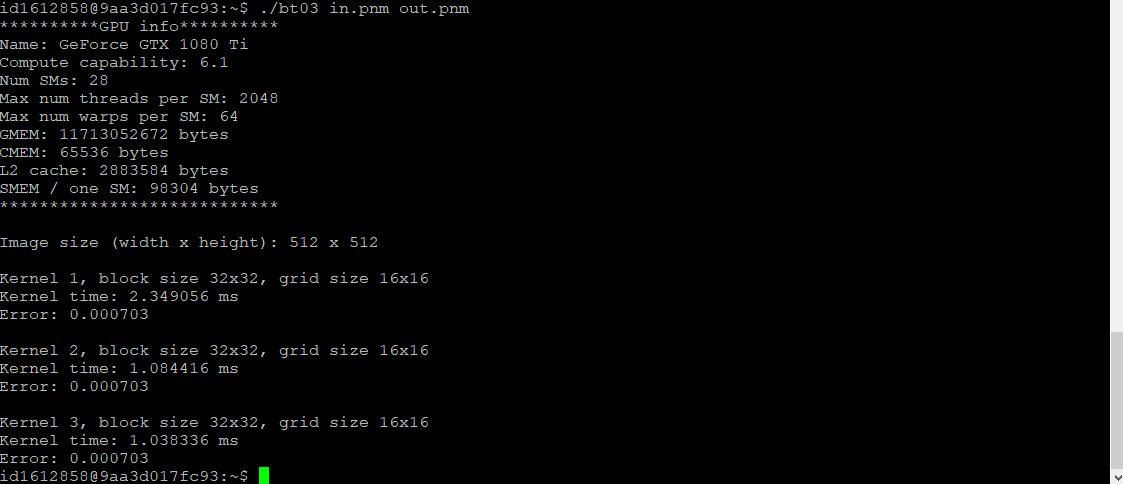 id1612858@9aa3d017fc93:~$ ./bt03 in.pnm out.pnm
**********GPU info**********
Name: GeForce GTX 1080 Ti
Compute capability: 6.1
Num SMs: 28
Max num threads per SM: 2048
Max num warps per SM: 64
GMEM: 11713052672 bytes
CMEM: 65536 bytes
L2 cache: 2883584 bytes
SMEM / one SM: 98304 bytes
****************************
Image size (width x height): 512 x 512
Kernel 1, block size 32x32, grid size 16x16
Kernel time: 2.349056 ms
Error: 0.000703
Kernel 2, block size 32x32, grid size 16x16
Kernel time: 1.084416 ms
Error: 0.000703
Kernel 3, block size 32x32, grid size 16x16
Kernel time: 1.038336 ms
Error: 0.000703
id1612858@9aa3d017fc93:~$